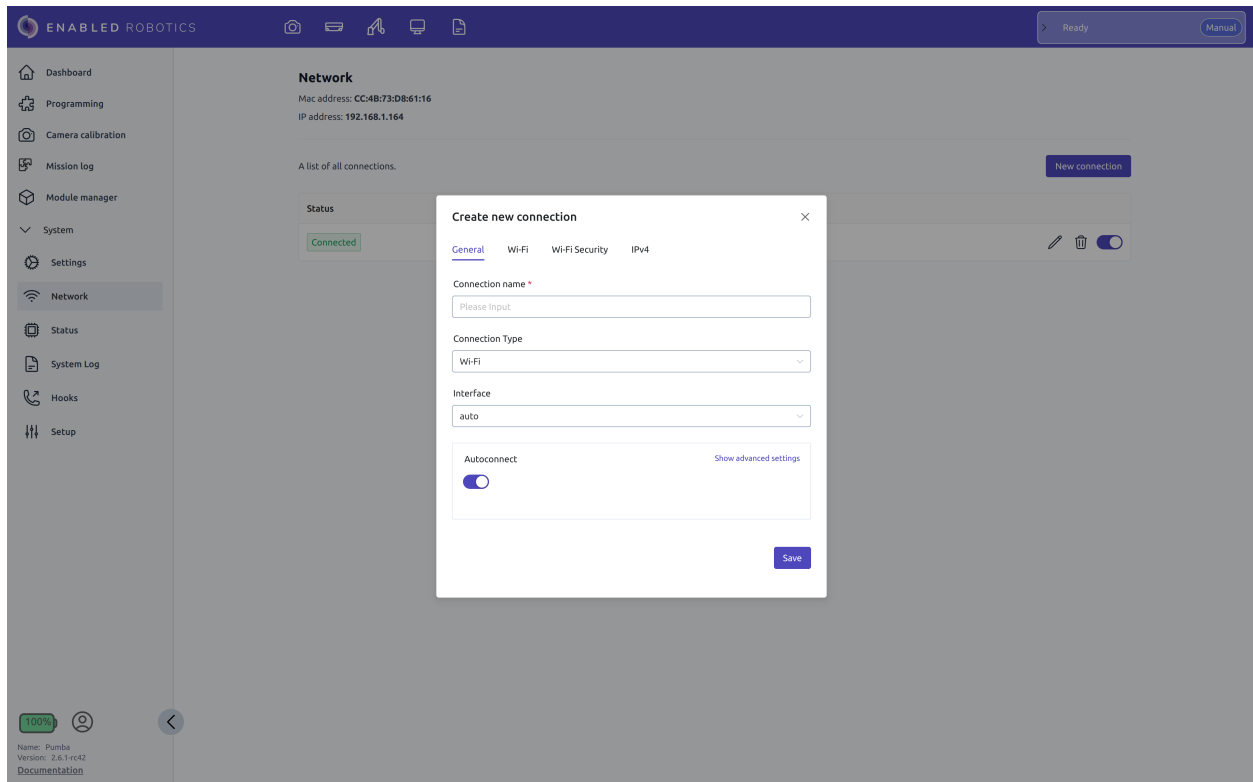 ENABLED ROBOTICS
Ready
Manual
Dashboard
Programming
Camera calibration
Mission log
Module manager
System
Settings
Network
Status
System Log
Hooks
Setup
100%
Name: Pumba
Version: 2.6.1-rc42
Documentation
Network
Mac address: CC:4B:73:D8:61:16
IP address: 192.168.1.164
A list of all connections.
New connection
Status
Connected
Create new connection
General Wi-Fi Wi-Fi Security IPv4
Connection name *
Please Input
Connection Type
Wi-Fi
Interface
auto
Autoconnect
Show advanced settings
Save